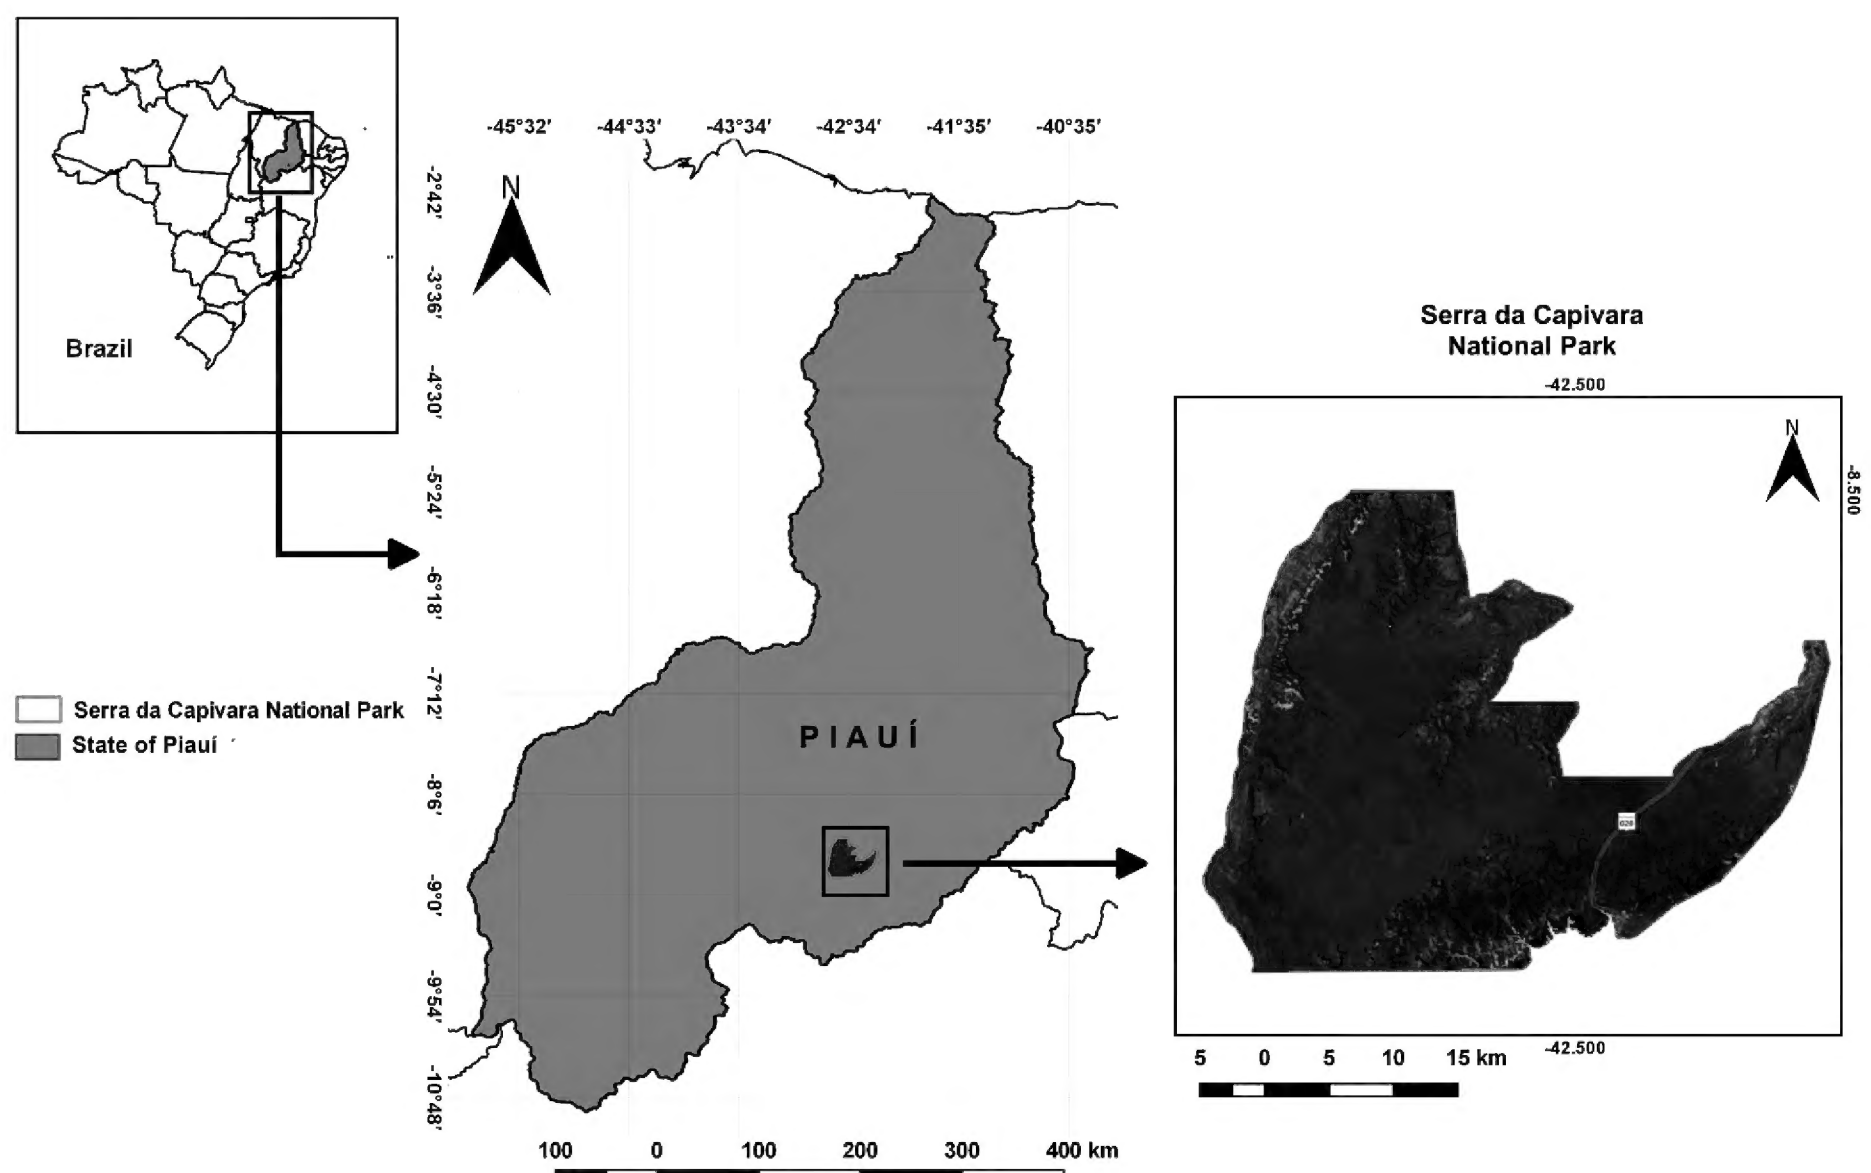 Brazil
-45°32′ -44°33′ -43°34′ -42°34′ -41°35′ -40°35′
N
-2°42′
-3°36′
-4°30′
-5°24′
-6°18′
-7°12′
-8°6′
-9°0′
-9°54′
-10°48′
PIAUÍ
Serra da Capivara National Park
State of Piauí
100 0 100 200 300 400 km
Serra da Capivara
National Park
-42.500
N
-8.500
020
-42.500
5 0 5 10 15 km